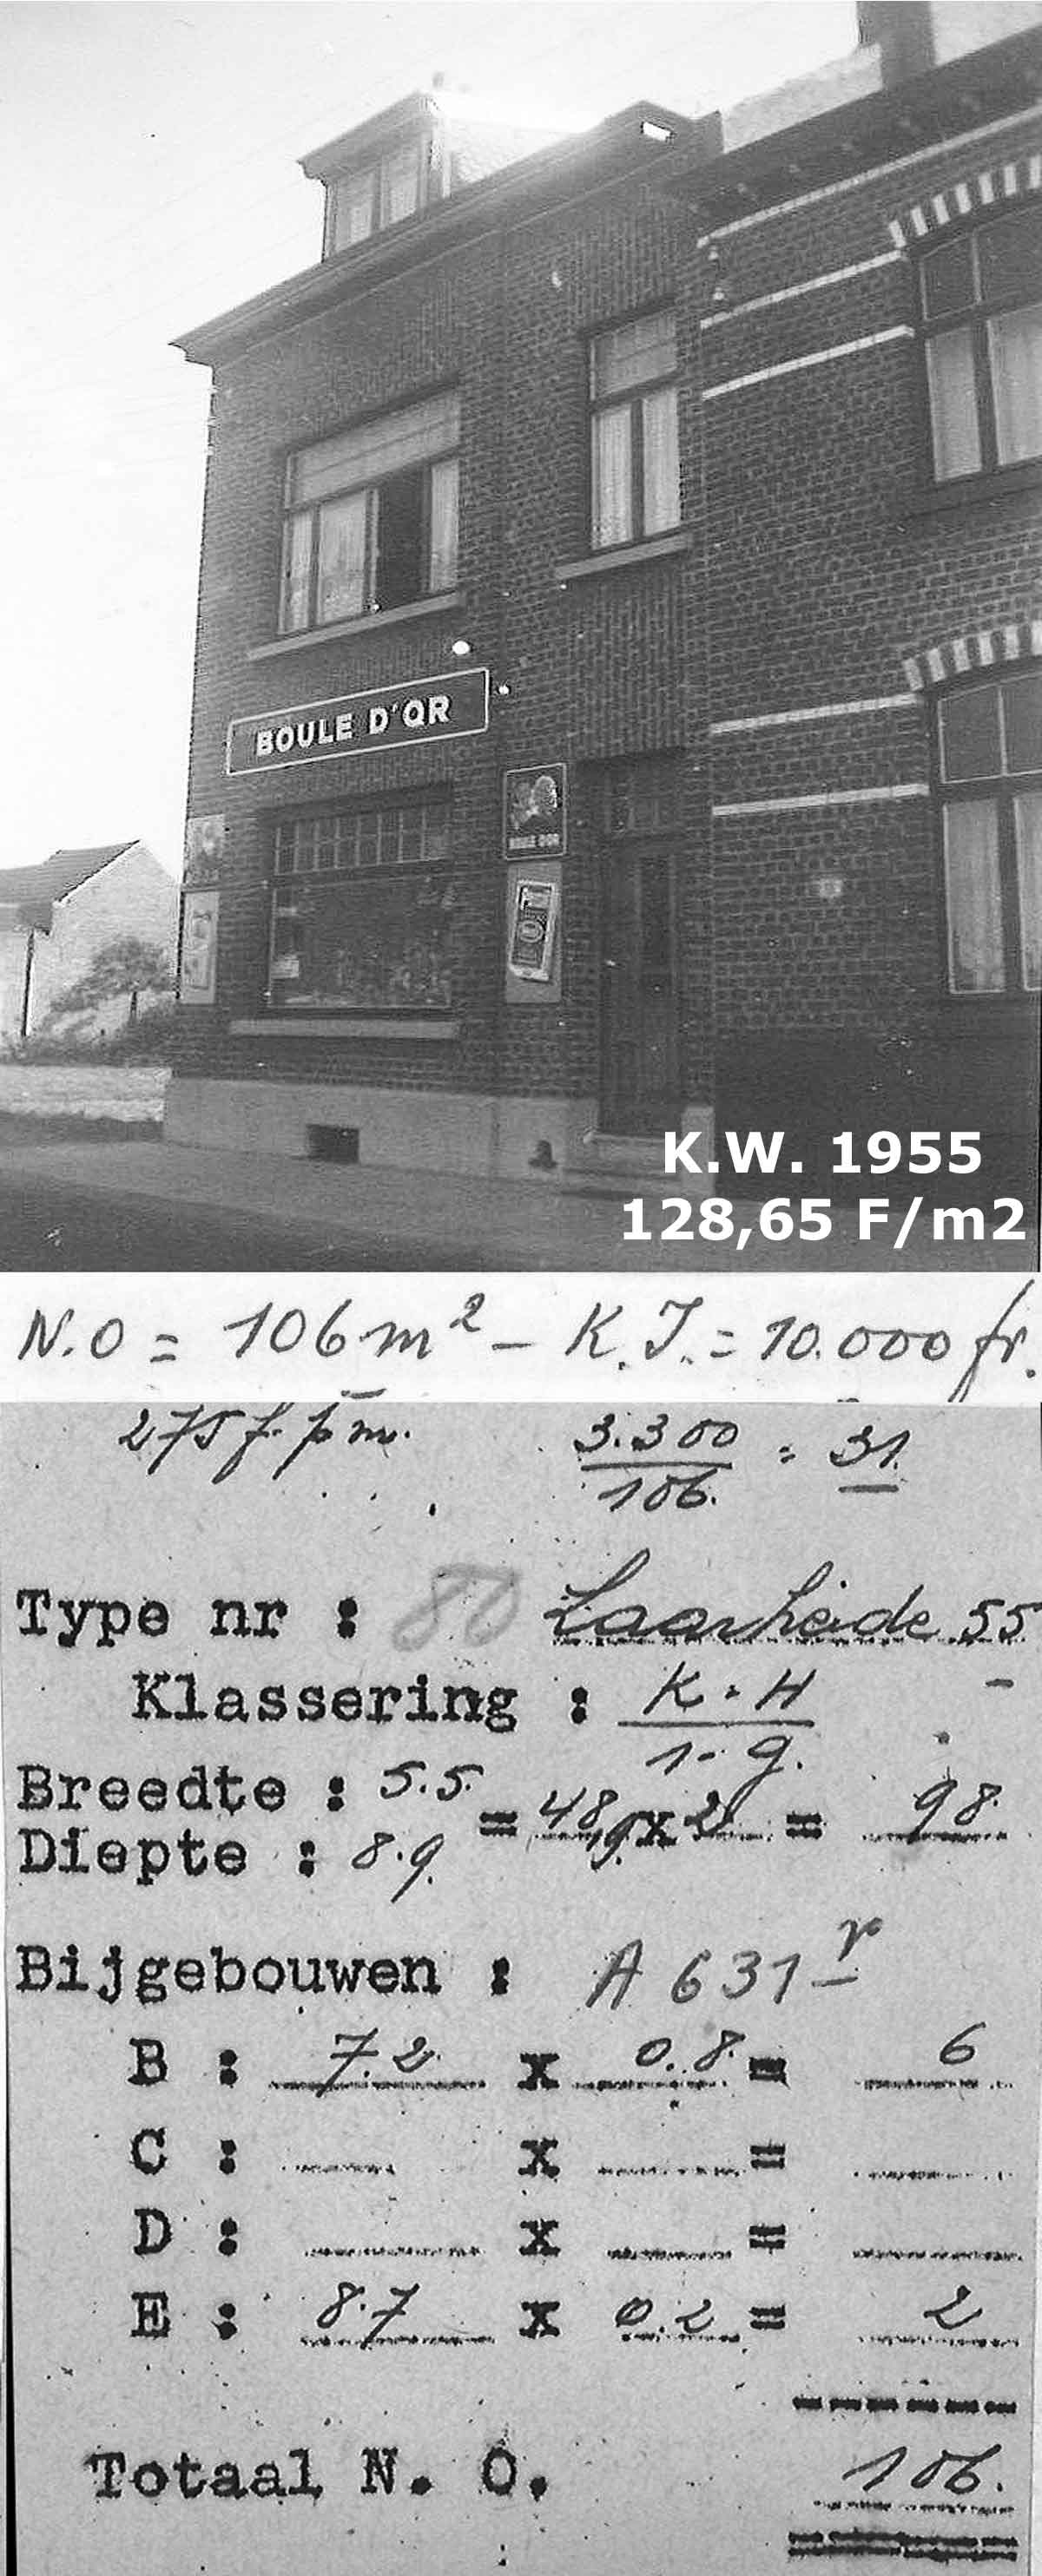 BOULE D'OR
BOULE D'OR
K.W. 1955
128,65 F/m2
N.O = 106 m² - K.I. = 10.000 fr.
275 f. p m. 3.300 / 106. = 31.
Type nr : 80 Laarheide 55
Klassering : K.H / 1-g.
Breedte : 5.5.
= 48,9 x 2 = 98.
Diepte : 8.9.
Bijgebouwen : A 631 r
B : 7.2 x 0.8 = 6
C : x =
D : x =
E : 8.7 x 0.2 = 2
Totaal N. O. 106.